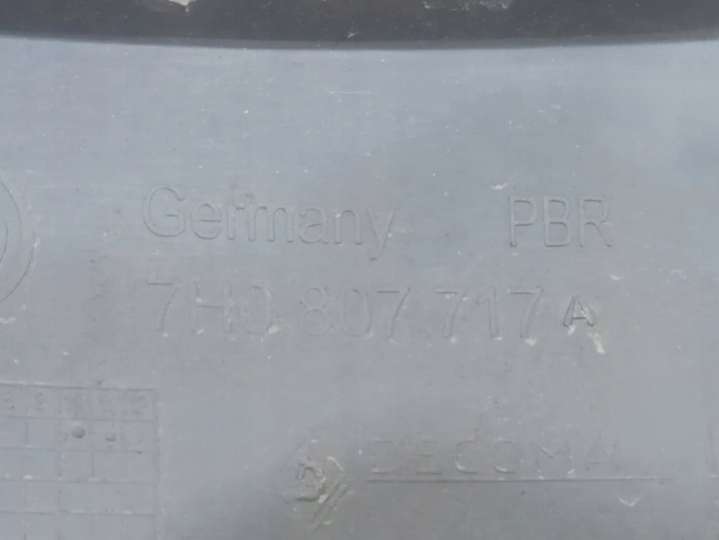 Germany PBR
7H0 807 717 A
DECOMA